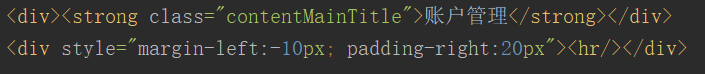 <div><strong class="contentMainTitle">账户管理</strong></div>
<div style="margin-left:-10px; padding-right:20px"><hr/></div>